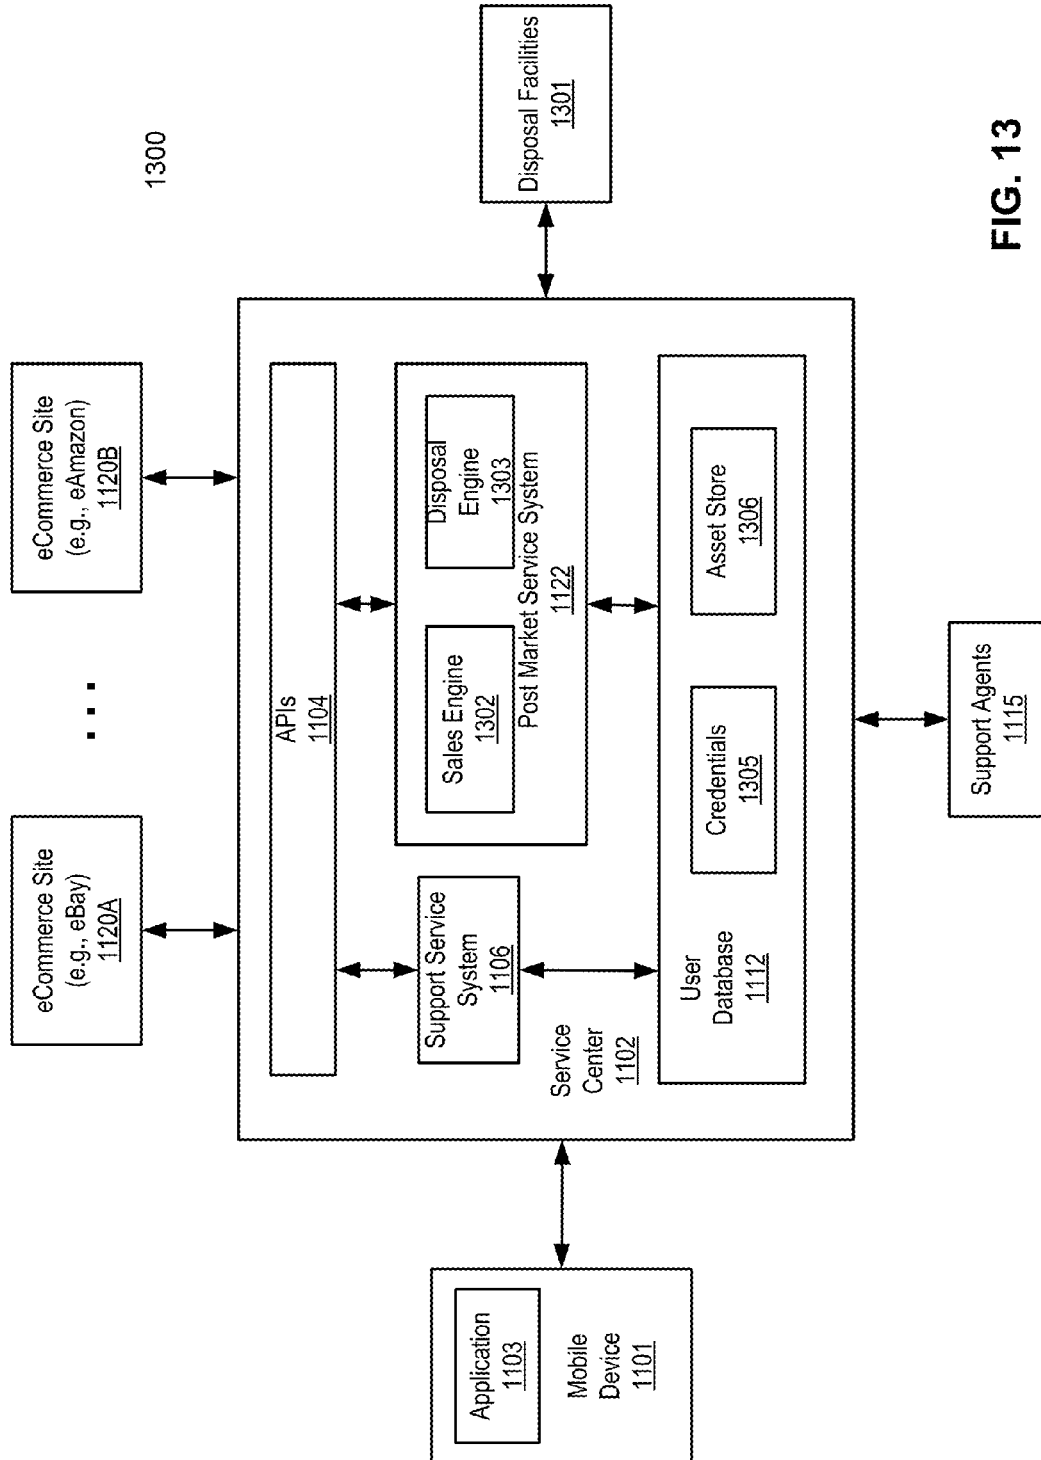 1300
eCommerce Site
(e.g., eBay)
1120A
. . .
eCommerce Site
(e.g., eAmazon)
1120B
APIs
1104
Support Service
System
1106
Sales Engine
1302
Disposal
Engine
1303
Post Market Service System
1122
Service
Center
1102
User
Database
1112
Credentials
1305
Asset Store
1306
Application
1103
Mobile
Device
1101
Disposal Facilities
1301
Support Agents
1115
FIG. 13